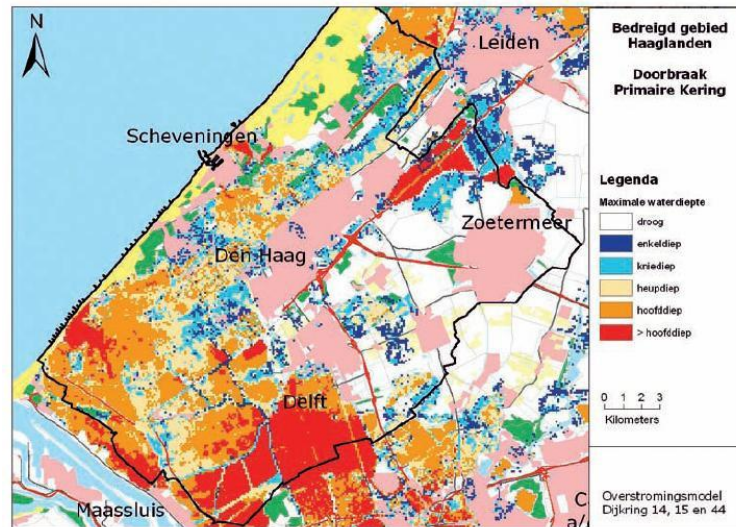 N
Leiden
Scheveningen
Zoetermeer
Den Haag
Delft
Maassluis
Bedreigd gebied
Haaglanden
Doorbraak
Primaire Kering
Legenda
Maximale waterdiepte
droog
enkeldiep
kniediep
heupdiep
hoofddiep
> hoofddiep
0 1 2 3
Kilometers
Overstromingsmodel
Dijkring 14, 15 en 44